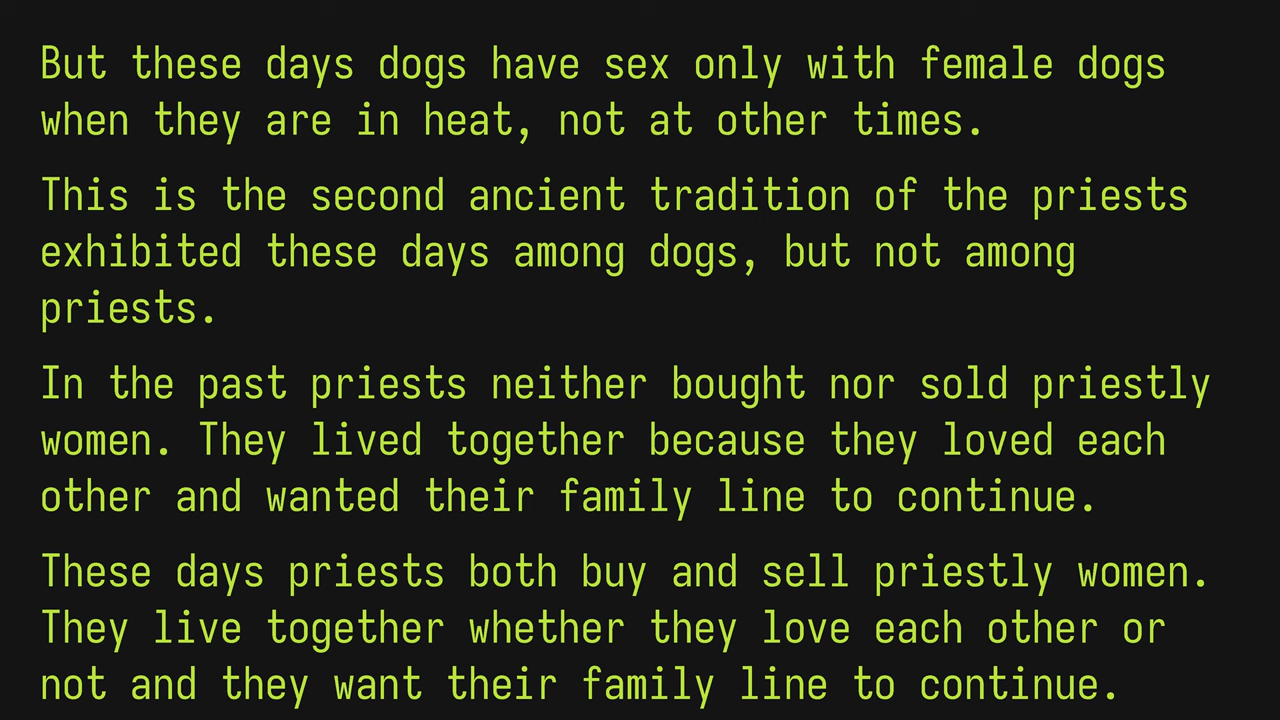 But these days dogs have sex only with female dogs
when they are in heat, not at other times.
This is the second ancient tradition of the priests
exhibited these days among dogs, but not among
priests.
In the past priests neither bought nor sold priestly
women. They lived together because they loved each
other and wanted their family line to continue.
These days priests both buy and sell priestly women.
They live together whether they love each other or
not and they want their family line to continue.